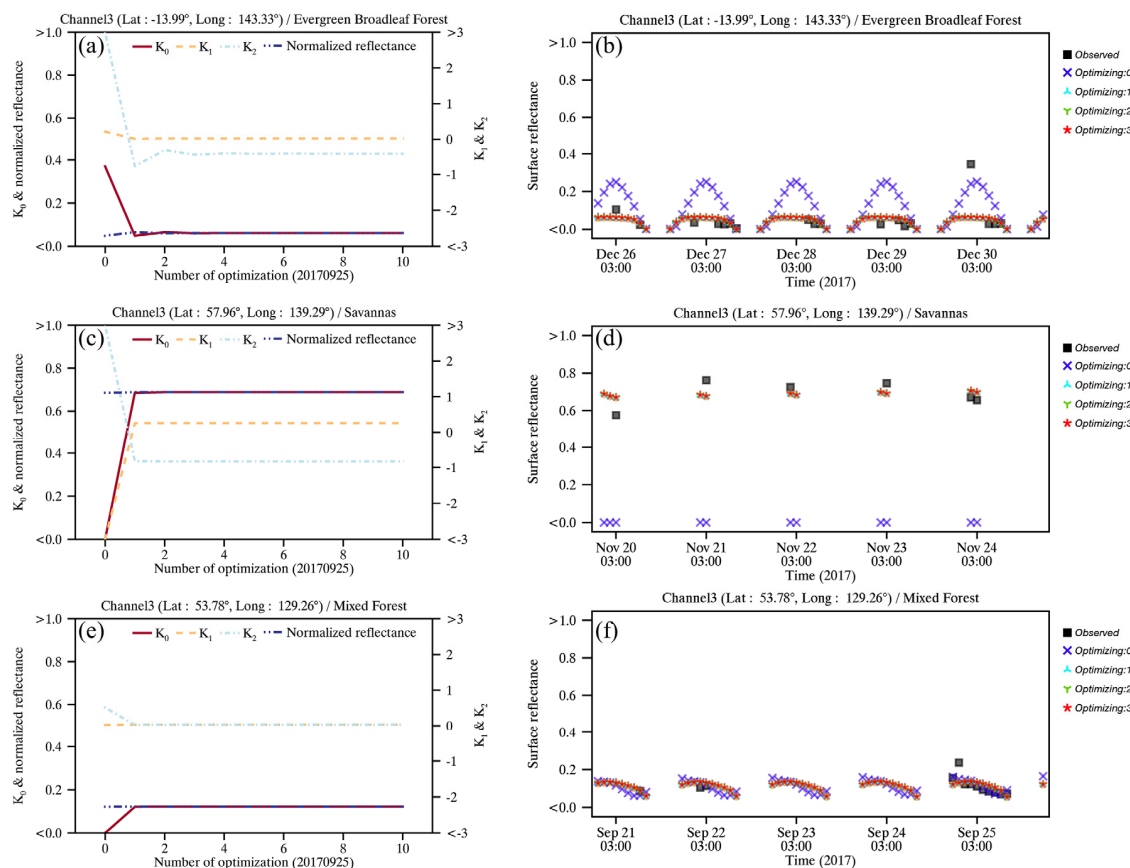 Channel3 (Lat : -13.99°, Long : 143.33°) / Evergreen Broadleaf Forest
(a)
K₀ K₁ K₂ Normalized reflectance
>1.0
0.8
0.6
0.4
0.2
<0.0
K₀ & normalized reflectance
>3
2
1
0
-1
-2
<-3
K₁ & K₂
0 2 4 6 8 10
Number of optimization (20170925)
Channel3 (Lat : -13.99°, Long : 143.33°) / Evergreen Broadleaf Forest
(b)
>1.0
0.8
0.6
0.4
0.2
<0.0
Surface reflectance
Observed
Optimizing:0
Optimizing:1
Optimizing:2
Optimizing:3
Dec 26 Dec 27 Dec 28 Dec 29 Dec 30
03:00 03:00 03:00 03:00 03:00
Time (2017)
Channel3 (Lat : 57.96°, Long : 139.29°) / Savannas
(c)
K₀ K₁ K₂ Normalized reflectance
>1.0
0.8
0.6
0.4
0.2
<0.0
K₀ & normalized reflectance
>3
2
1
0
-1
-2
<-3
K₁ & K₂
0 2 4 6 8 10
Number of optimization (20170925)
Channel3 (Lat : 57.96°, Long : 139.29°) / Savannas
(d)
>1.0
0.8
0.6
0.4
0.2
<0.0
Surface reflectance
Observed
Optimizing:0
Optimizing:1
Optimizing:2
Optimizing:3
Nov 20 Nov 21 Nov 22 Nov 23 Nov 24
03:00 03:00 03:00 03:00 03:00
Time (2017)
Channel3 (Lat : 53.78°, Long : 129.26°) / Mixed Forest
(e)
K₀ K₁ K₂ Normalized reflectance
>1.0
0.8
0.6
0.4
0.2
<0.0
K₀ & normalized reflectance
>3
2
1
0
-1
-2
<-3
K₁ & K₂
0 2 4 6 8 10
Number of optimization (20170925)
Channel3 (Lat : 53.78°, Long : 129.26°) / Mixed Forest
(f)
>1.0
0.8
0.6
0.4
0.2
<0.0
Surface reflectance
Observed
Optimizing:0
Optimizing:1
Optimizing:2
Optimizing:3
Sep 21 Sep 22 Sep 23 Sep 24 Sep 25
03:00 03:00 03:00 03:00 03:00
Time (2017)